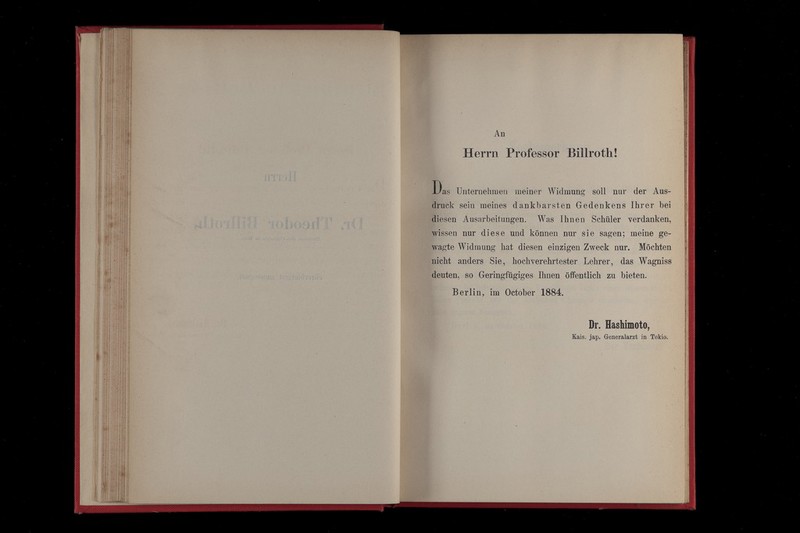 An
Herrn Professor Billroth!
Das Unternehmen meiner Widmung soll nur der Aus-
druck sein meines dankbarsten Gedenkens Ihrer bei
diesen Ausarbeitungen. Was Ihnen Schüler verdanken,
wissen nur diese und können nur sie sagen; meine ge-
wagte Widmung hat diesen einzigen Zweck nur. Möchten
nicht anders Sie, hochverehrtester Lehrer, das Wagniss
deuten, so Geringfügiges Ihnen öffentlich zu bieten.
Berlin, im October 1884.
Dr. Hashimoto,
Kais. jap. Generalarzt in Tokio.